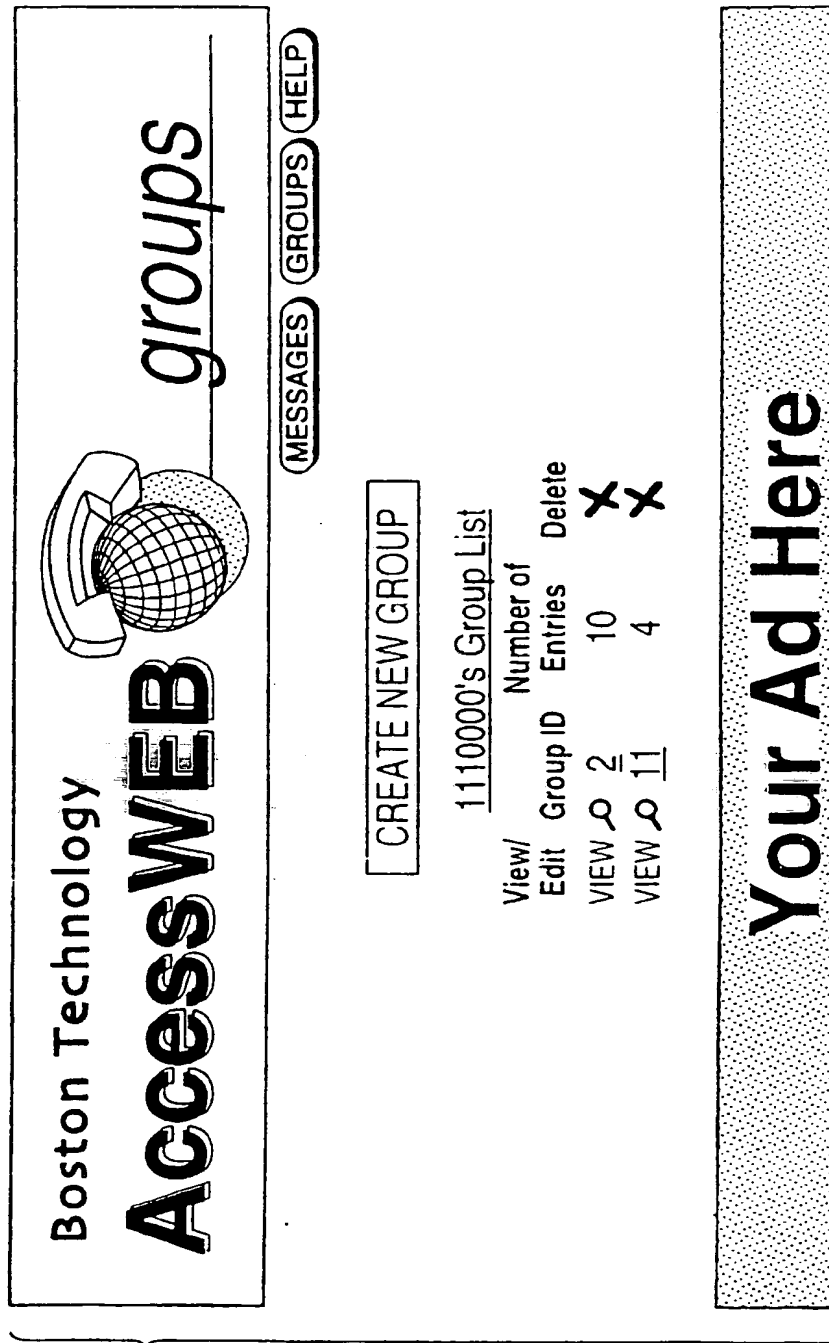 Boston Technology
AccessWEB groups
MESSAGES GROUPS HELP
CREATE NEW GROUP
1110000's Group List
View/ Number of
Edit Group ID Entries Delete
VIEW 2 10 X
VIEW 11 4 X
Your Ad Here